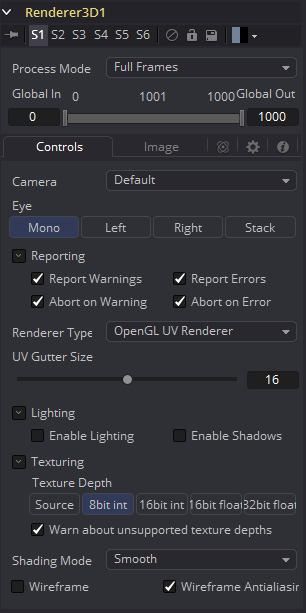 Renderer3D1
S1 S2 S3 S4 S5 S6
Process Mode Full Frames
Global In 0 1001 1000 Global Out
0 1000
Controls Image
Camera Default
Eye
Mono Left Right Stack
Reporting
Report Warnings Report Errors
Abort on Warning Abort on Error
Renderer Type OpenGL UV Renderer
UV Gutter Size
16
Lighting
Enable Lighting Enable Shadows
Texturing
Texture Depth
Source 8bit int 16bit int 16bit float 32bit float
Warn about unsupported texture depths
Shading Mode Smooth
Wireframe Wireframe Antialiasin